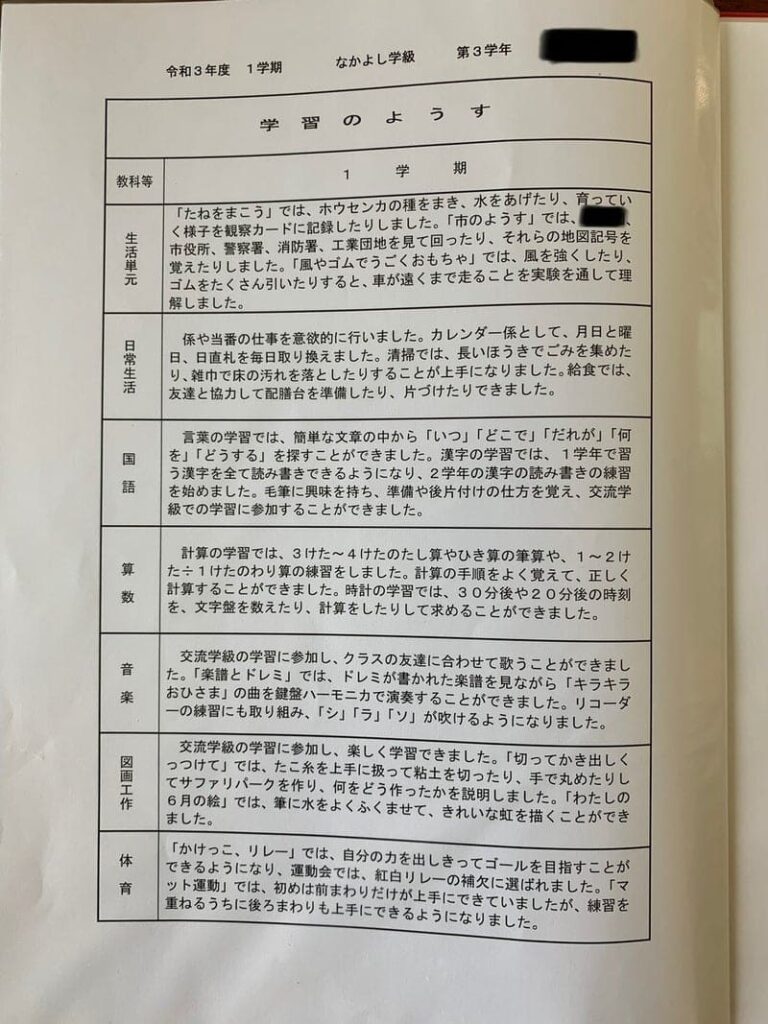 令和３年度　１学期　なかよし学級　第３学年
学習のようす
教科等　１学期
生活単元
「たねをまこう」では、ホウセンカの種をまき、水をあげたり、育ってい
く様子を観察カードに記録したりしました。「市のようす」では、　、
市役所、警察署、消防署、工業団地を見て回ったり、それらの地図記号を
覚えたりしました。「風やゴムでうごくおもちゃ」では、風を強くしたり、
ゴムをたくさん引いたりすると、車が遠くまで走ることを実験を通して理
解しました。
日常生活
係や当番の仕事を意欲的に行いました。カレンダー係として、月日と曜
日、日直札を毎日取り換えました。清掃では、長いほうきでごみを集めた
り、雑巾で床の汚れを落としたりすることが上手になりました。給食では、
友達と協力して配膳台を準備したり、片づけたりできました。
国語
言葉の学習では、簡単な文章の中から「いつ」「どこで」「だれが」「何
を」「どうする」を探すことができました。漢字の学習では、１学年で習
う漢字を全て読み書きできるようになり、２学年の漢字の読み書きの練習
を始めました。毛筆に興味を持ち、準備や後片付けの仕方を覚え、交流学
級での学習に参加することができました。
算数
計算の学習では、３けた～４けたのたし算やひき算の筆算や、１～２け
た÷１けたのわり算の練習をしました。計算の手順をよく覚えて、正しく
計算することができました。時計の学習では、３０分後や２０分後の時刻
を、文字盤を数えたり、計算をしたりして求めることができました。
音楽
交流学級の学習に参加し、クラスの友達に合わせて歌うことができまし
た。「楽譜とドレミ」では、ドレミが書かれた楽譜を見ながら「キラキラ
おひさま」の曲を鍵盤ハーモニカで演奏することができました。リコーダ
ーの練習にも取り組み、「シ」「ラ」「ソ」が吹けるようになりました。
図画工作
交流学級の学習に参加し、楽しく学習できました。「切ってかき出しく
っつけて」では、たこ糸を上手に扱って粘土を切ったり、手で丸めたりし
てサファリパークを作り、何をどう作ったかを説明しました。「わたしの
６月の絵」では、筆に水をよくふくませて、きれいな虹を描くことができ
ました。
体育
「かけっこ、リレー」では、自分の力を出しきってゴールを目指すことが
できるようになり、運動会では、紅白リレーの補欠に選ばれました。「マ
ット運動」では、初めは前まわりだけが上手にできていましたが、練習を
重ねるうちに後ろまわりも上手にできるようになりました。